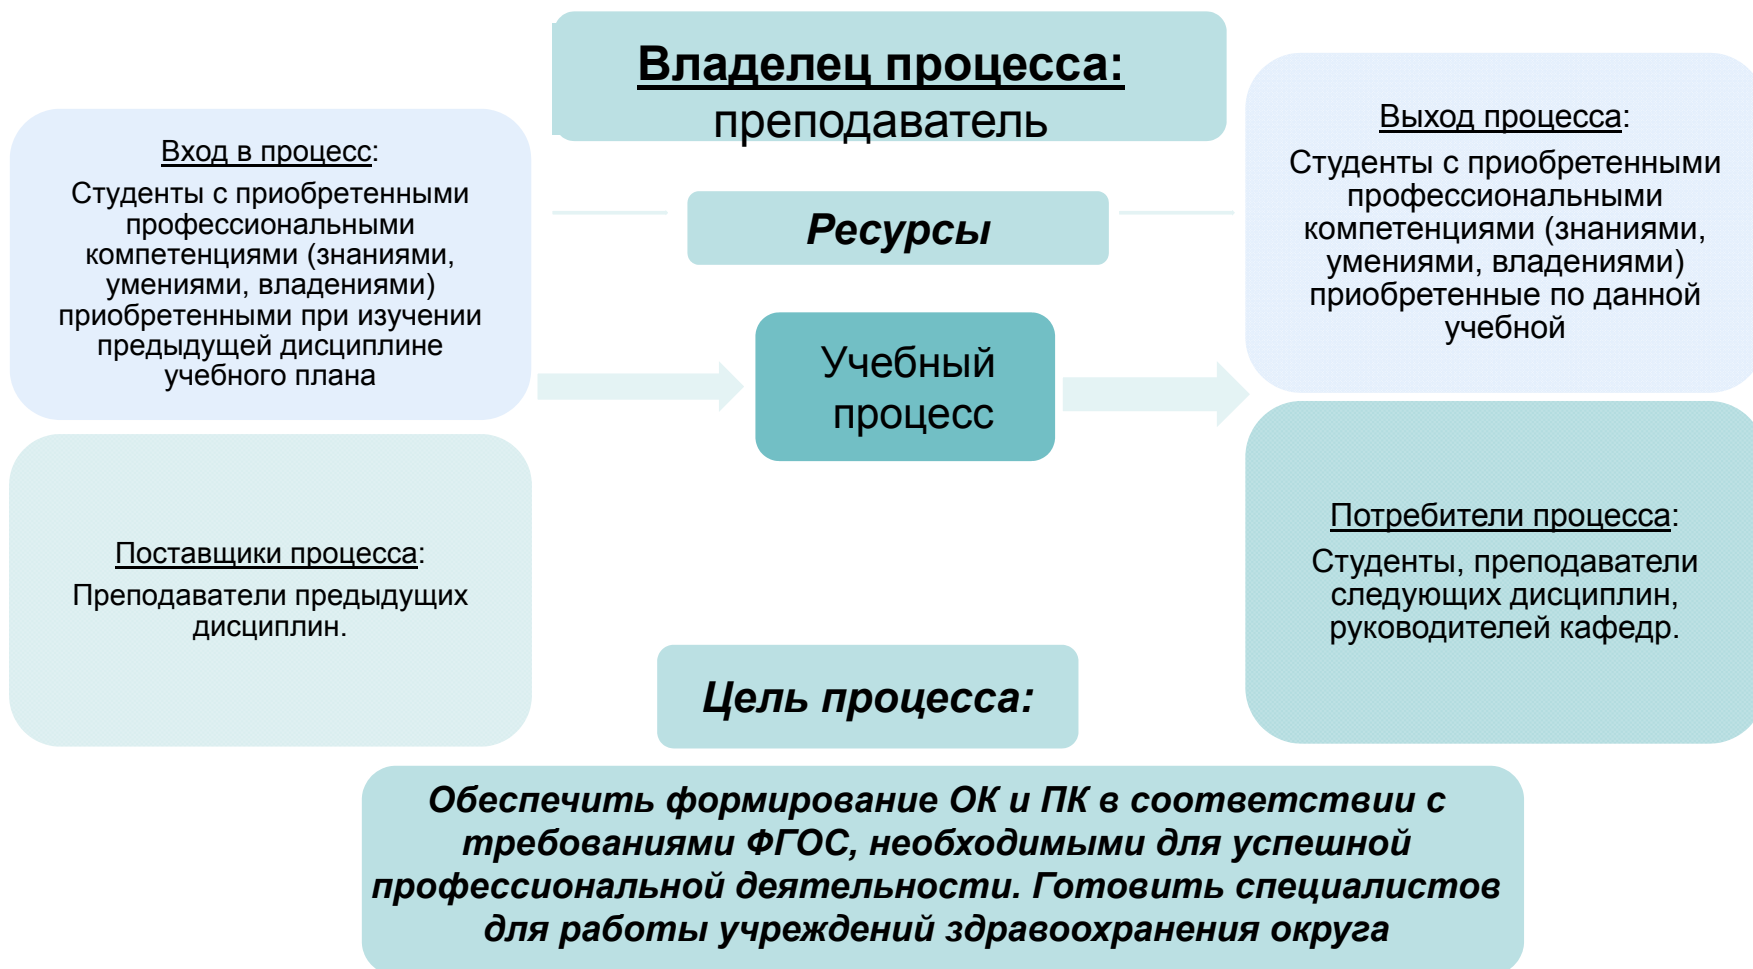 Владелец процесса:
преподаватель
Вход в процесс:
Студенты с приобретенными
профессиональными
компетенциями (знаниями,
умениями, владениями)
приобретенными при изучении
предыдущей дисциплине
учебного плана
Поставщики процесса:
Преподаватели предыдущих
дисциплин.
Ресурсы
Учебный
процесс
Выход процесса:
Студенты с приобретенными
профессиональными
компетенциями (знаниями,
умениями, владениями)
приобретенные по данной
учебной
Потребители процесса:
Студенты, преподаватели
следующих дисциплин,
руководителей кафедр.
Цель процесса:
Обеспечить формирование ОК и ПК в соответствии с
требованиями ФГОС, необходимыми для успешной
профессиональной деятельности. Готовить специалистов
для работы учреждений здравоохранения округа